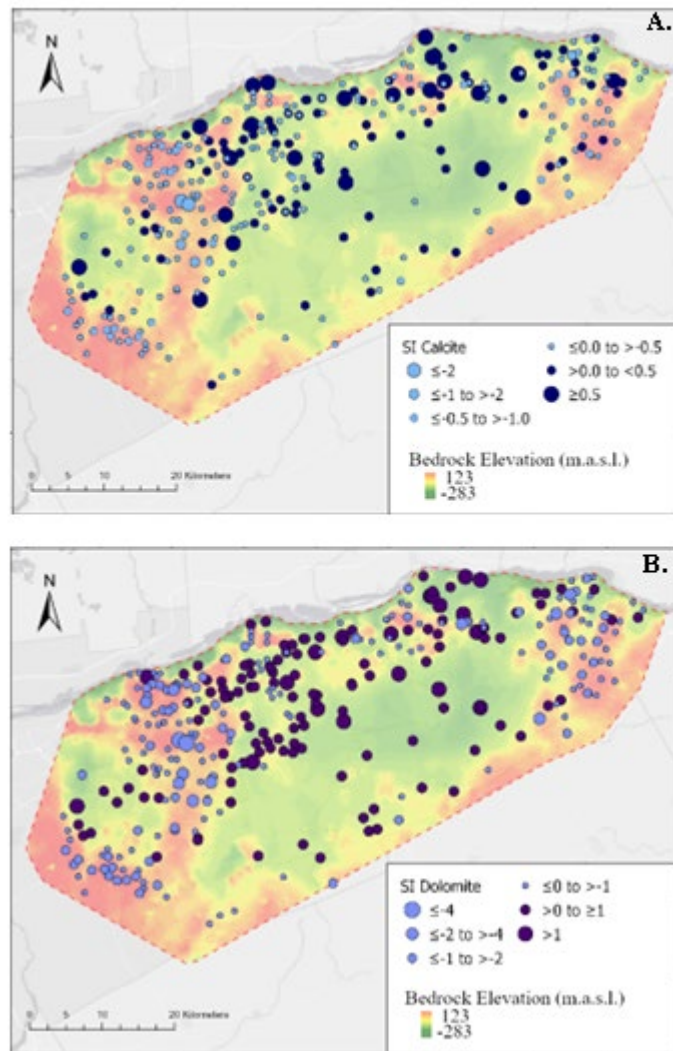 A.
N
SI Calcite
≤-2
≤-1 to >-2
≤-0.5 to >-1.0
≤0.0 to >-0.5
>0.0 to <0.5
≥0.5
Bedrock Elevation (m.a.s.l.)
123
-283
0 5 10 20 Kilometers
B.
N
SI Dolomite
≤-4
≤-2 to >-4
≤-1 to >-2
≤0 to >-1
>0 to ≥1
>1
Bedrock Elevation (m.a.s.l.)
123
-283
0 5 10 20 Kilometers